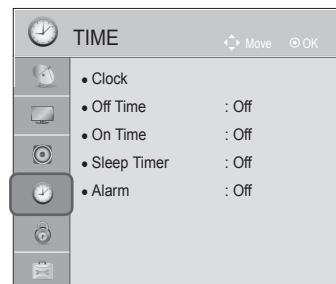 TIME
Move OK
• Clock
• Off Time : Off
• On Time : Off
• Sleep Timer : Off
• Alarm : Off